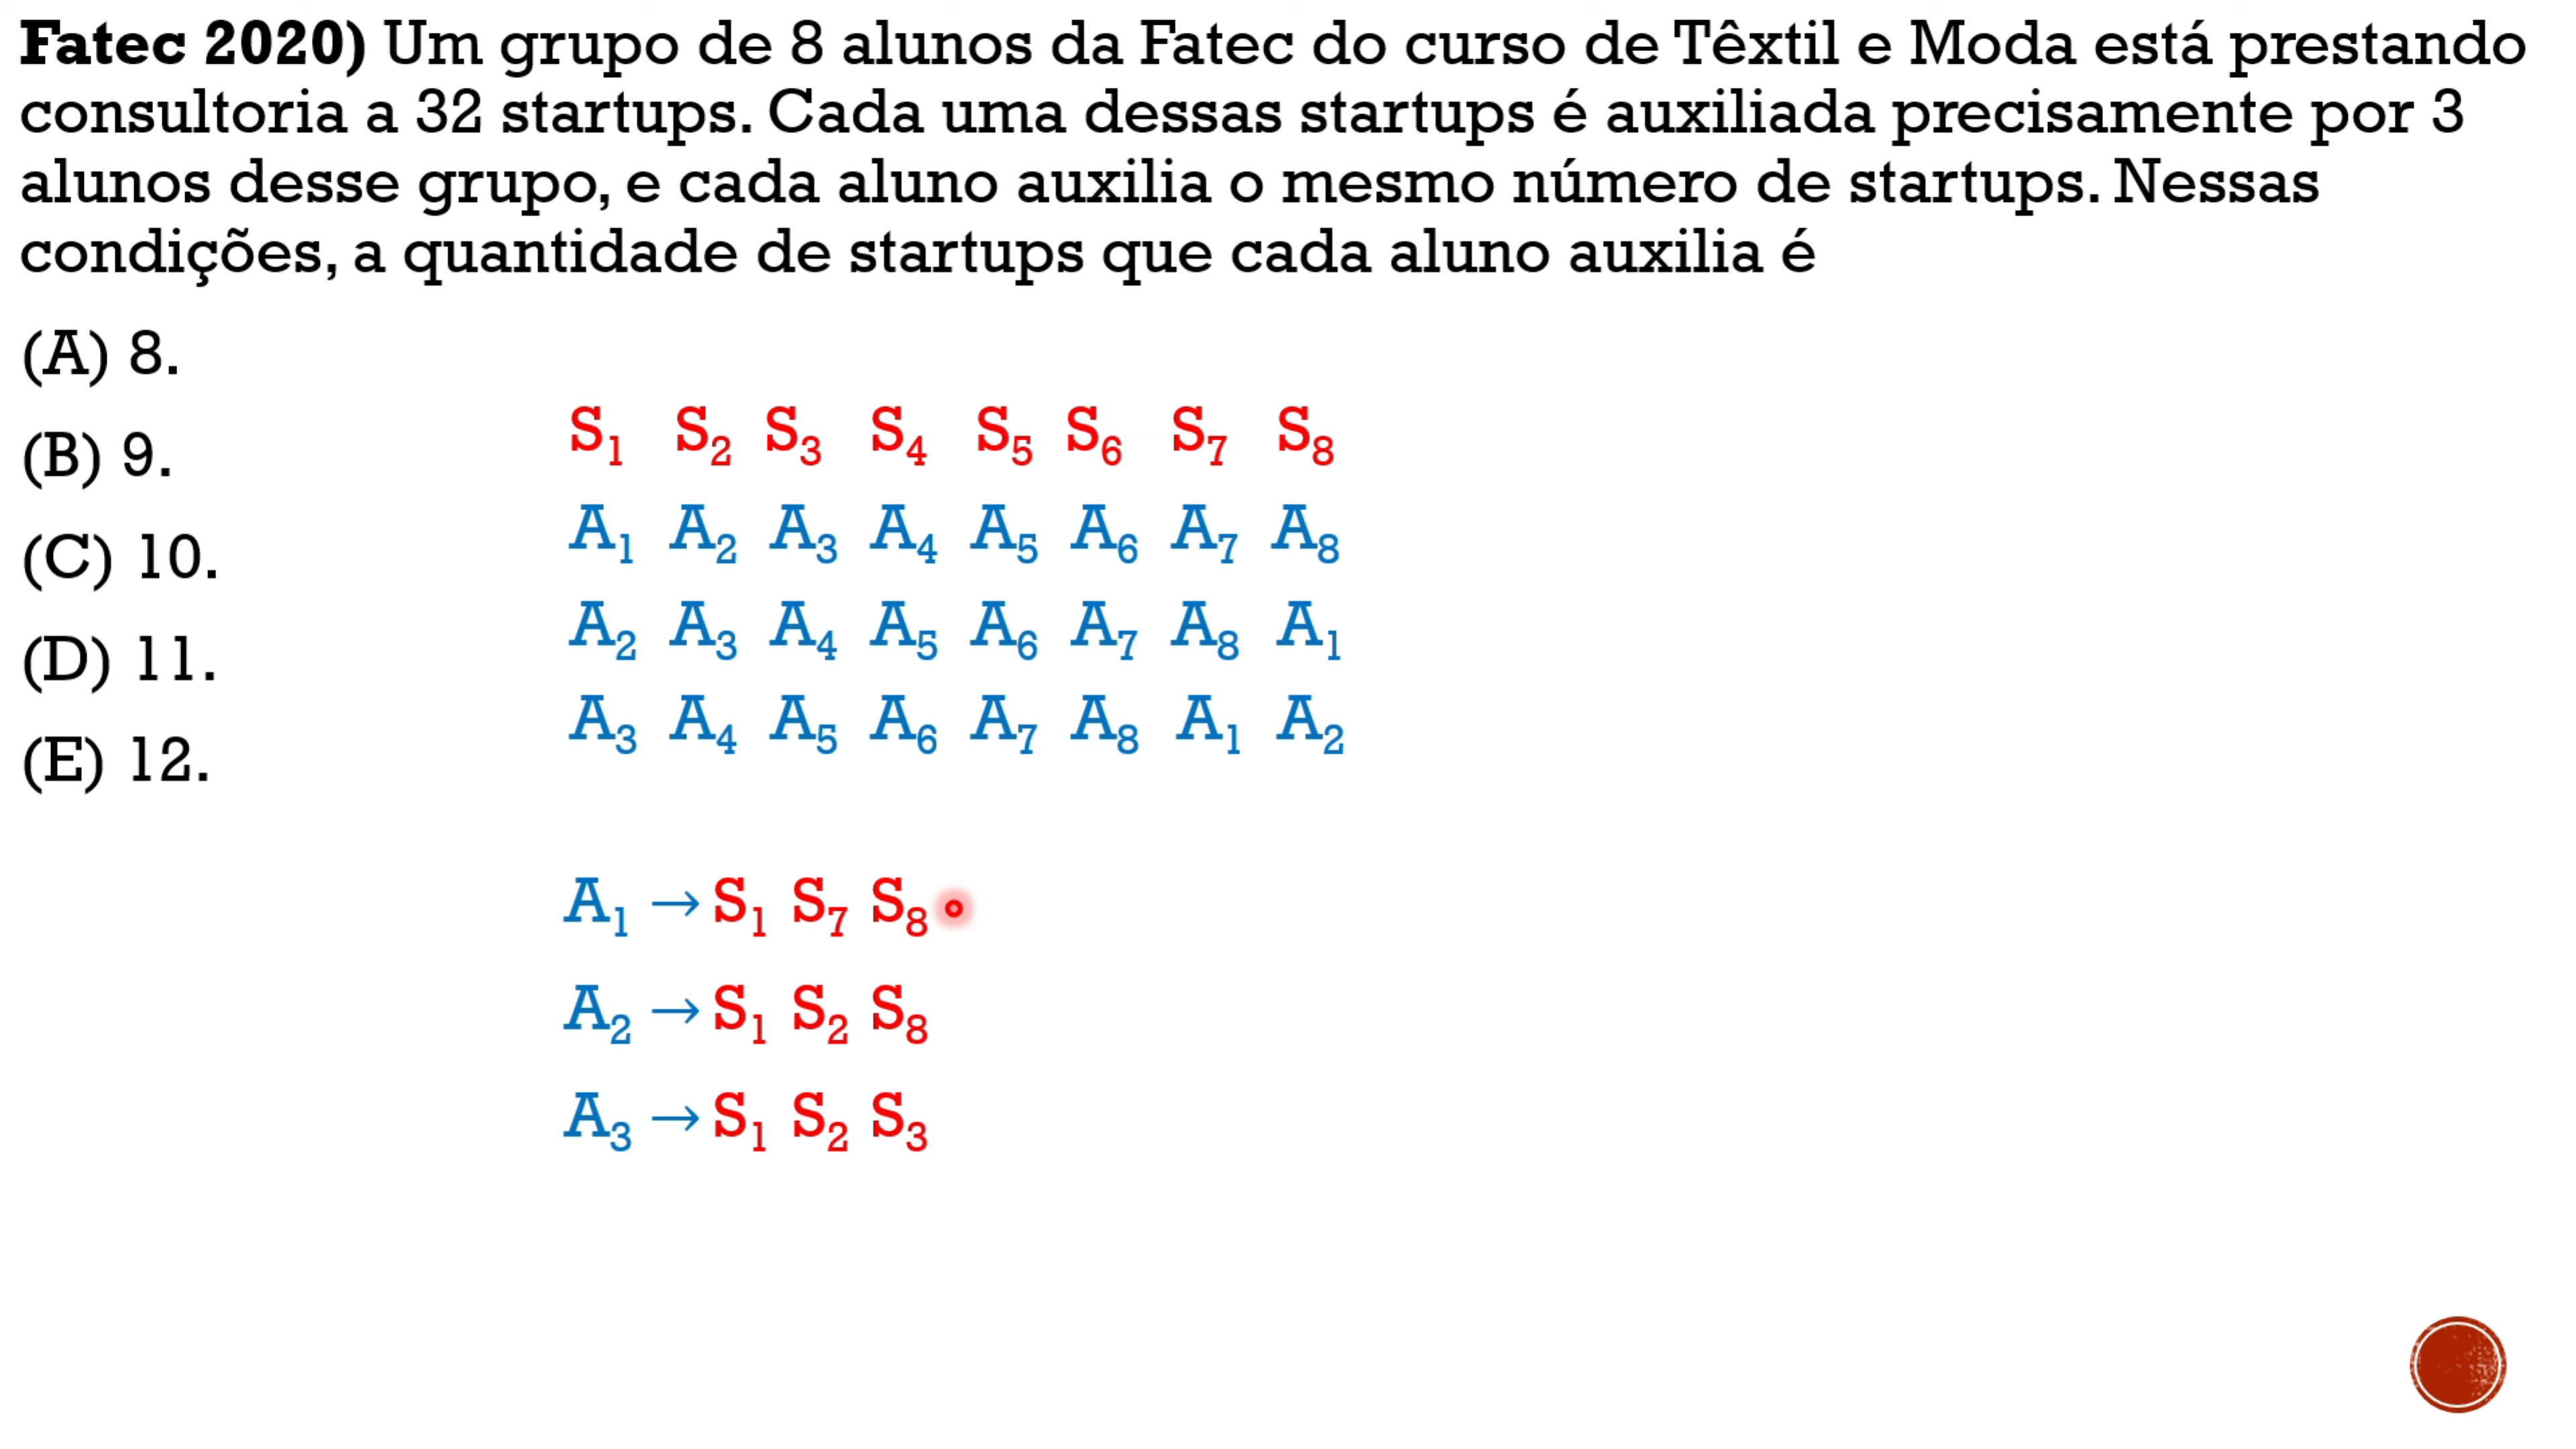 Fatec 2020) Um grupo de 8 alunos da Fatec do curso de Têxtil e Moda está prestando
consultoria a 32 startups. Cada uma dessas startups é auxiliada precisamente por 3
alunos desse grupo, e cada aluno auxilia o mesmo número de startups. Nessas
condições, a quantidade de startups que cada aluno auxilia é
(A) 8.
(B) 9.
(C) 10.
(D) 11.
(E) 12.
S₁ S₂ S₃ S₄ S₅ S₆ S₇ S₈
A₁ A₂ A₃ A₄ A₅ A₆ A₇ A₈
A₂ A₃ A₄ A₅ A₆ A₇ A₈ A₁
A₃ A₄ A₅ A₆ A₇ A₈ A₁ A₂
A₁ → S₁ S₇ S₈
A₂ → S₁ S₂ S₈
A₃ → S₁ S₂ S₃